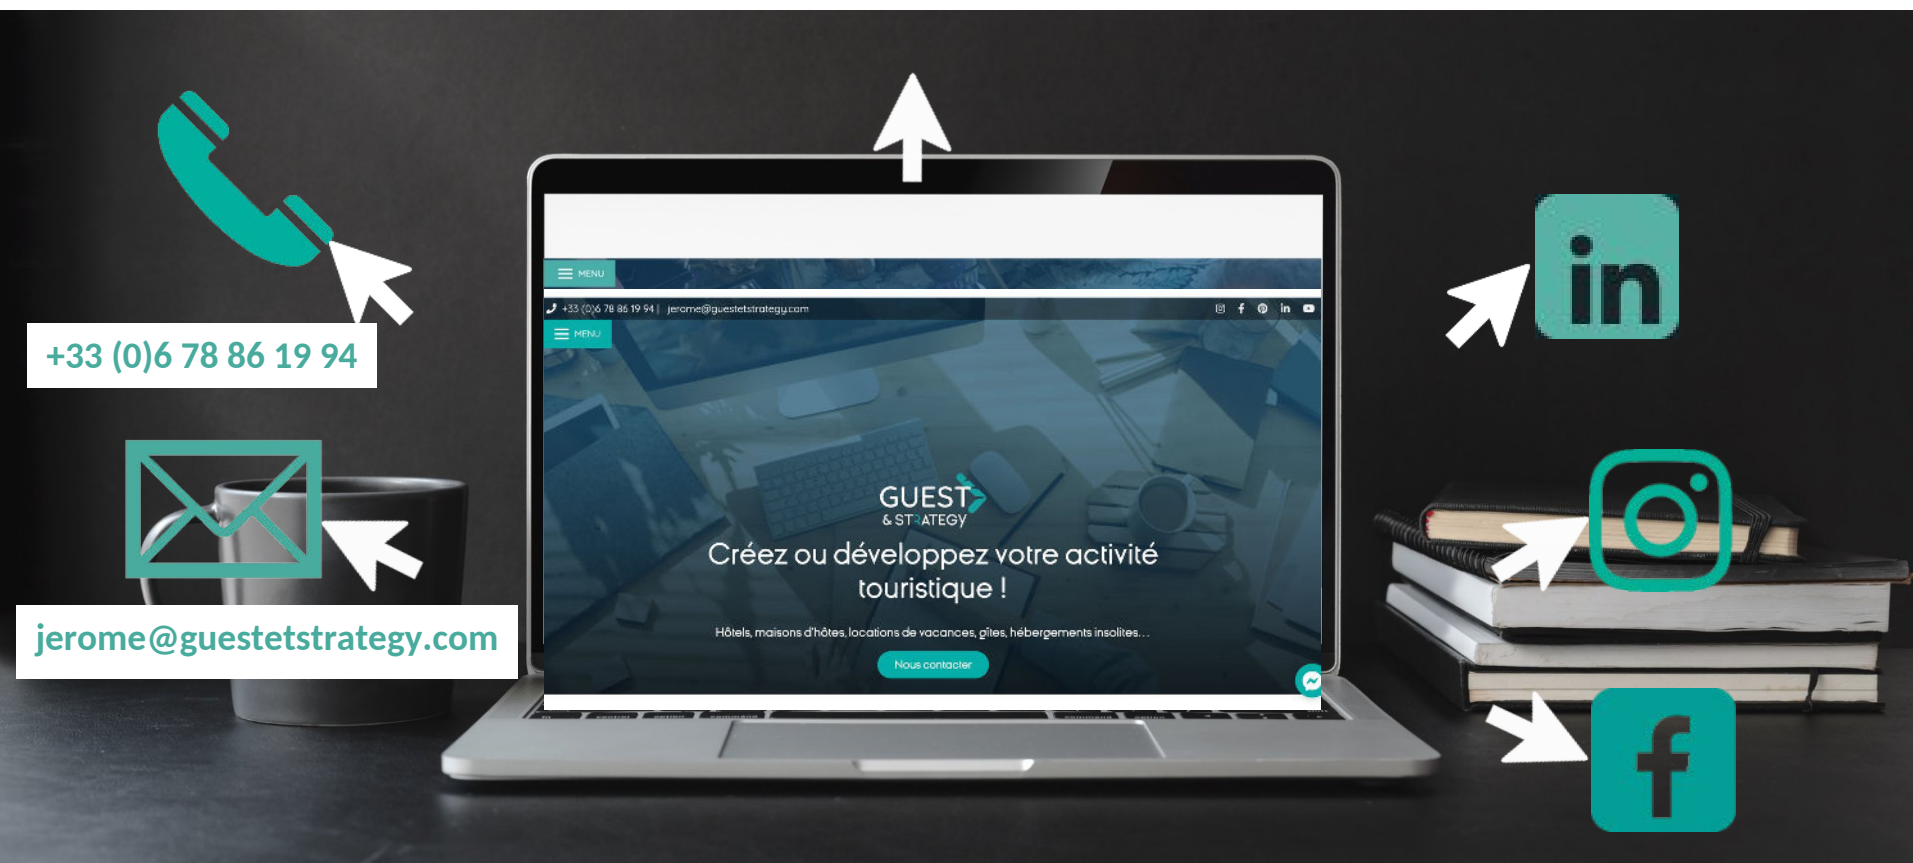 +33 (0)6 78 86 19 94
jerome@guestetstrategy.com
MENU
+33 (0)6 78 86 19 94 | jerome@guestetstrategy.com
MENU
GUEST
& STRATEGY
Créez ou développez votre activité
touristique !
Hôtels, maisons d'hôtes, locations de vacances, gîtes, hébergements insolites...
Nous contacter
in
f